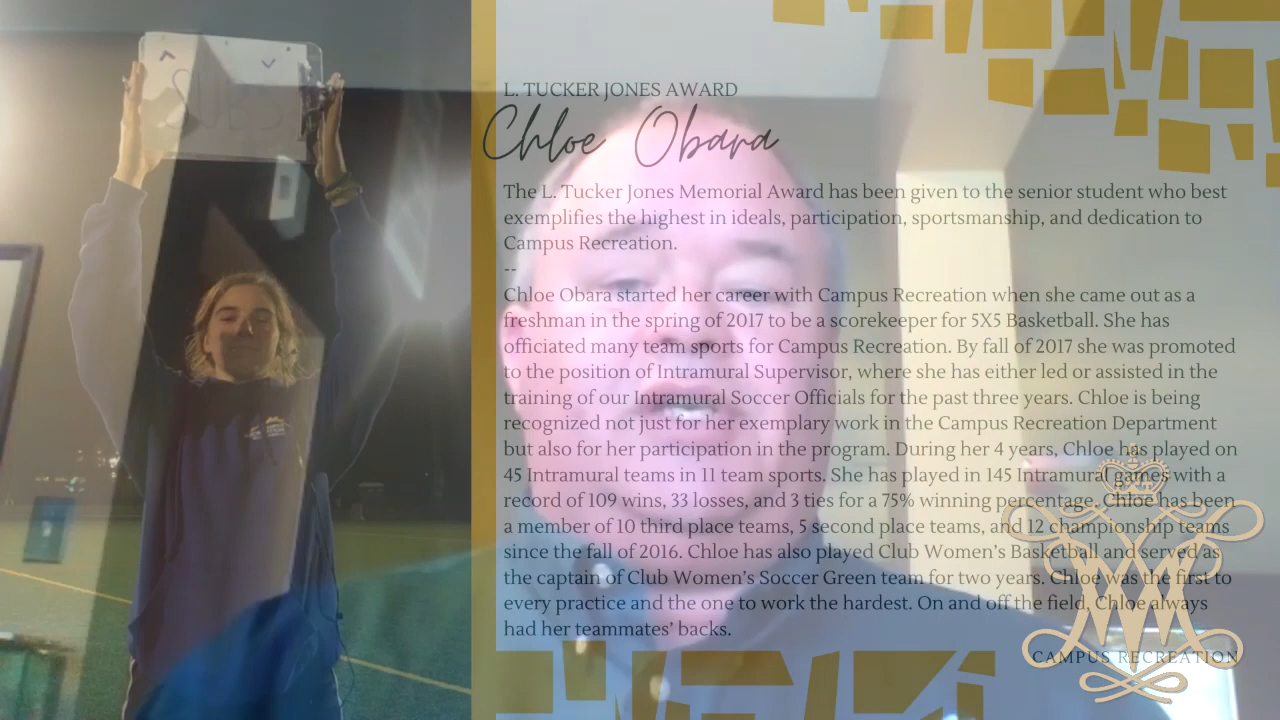 SUBS!
L. TUCKER JONES AWARD
Chloe Obara
The L. Tucker Jones Memorial Award has been given to the senior student who best
exemplifies the highest in ideals, participation, sportsmanship, and dedication to
Campus Recreation.
--
Chloe Obara started her career with Campus Recreation when she came out as a
freshman in the spring of 2017 to be a scorekeeper for 5X5 Basketball. She has
officiated many team sports for Campus Recreation. By fall of 2017 she was promoted
to the position of Intramural Supervisor, where she has either led or assisted in the
training of our Intramural Soccer Officials for the past three years. Chloe is being
recognized not just for her exemplary work in the Campus Recreation Department
but also for her participation in the program. During her 4 years, Chloe has played on
45 Intramural teams in 11 team sports. She has played in 145 Intramural games with a
record of 109 wins, 33 losses, and 3 ties for a 75% winning percentage. Chloe has been
a member of 10 third place teams, 5 second place teams, and 12 championship teams
since the fall of 2016. Chloe has also played Club Women's Basketball and served as
the captain of Club Women's Soccer Green team for two years. Chloe was the first to
every practice and the one to work the hardest. On and off the field, Chloe always
had her teammates' backs.
CAMPUS RECREATION